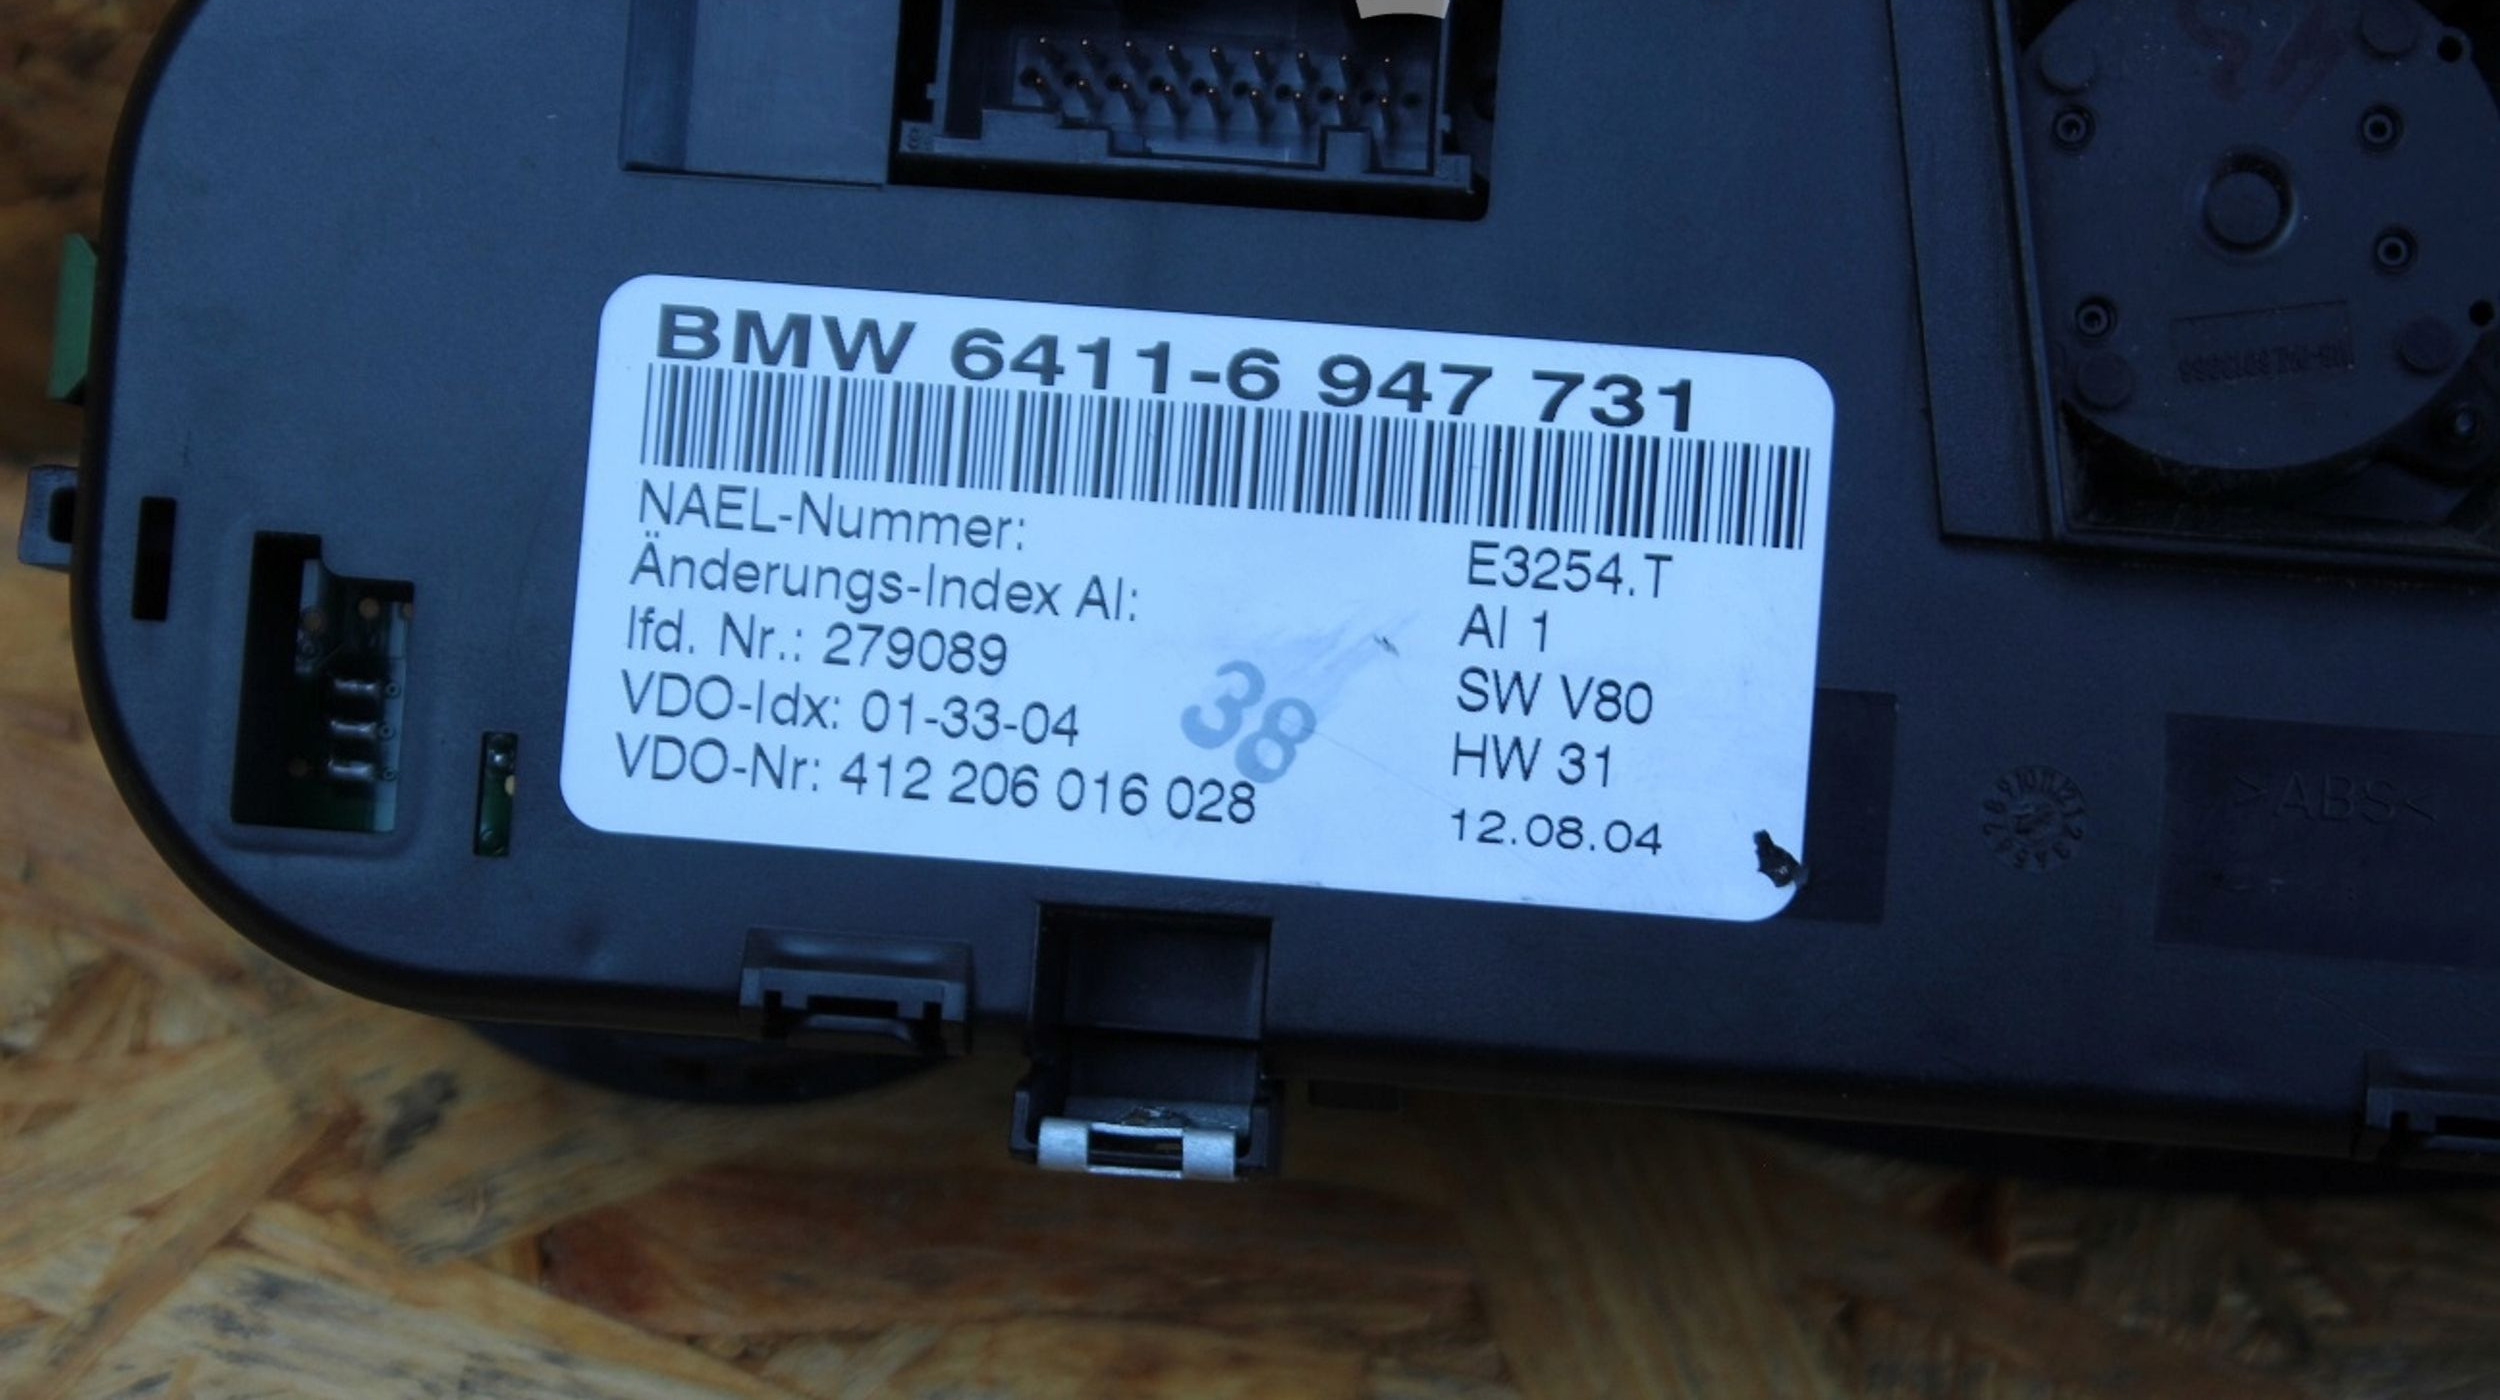 BMW 6411-6 947 731
NAEL-Nummer: E3254.T
Änderungs-Index AI: AI 1
lfd. Nr.: 279089 SW V80
VDO-Idx: 01-33-04 HW 31
VDO-Nr: 412 206 016 028 12.08.04
38
>ABS<